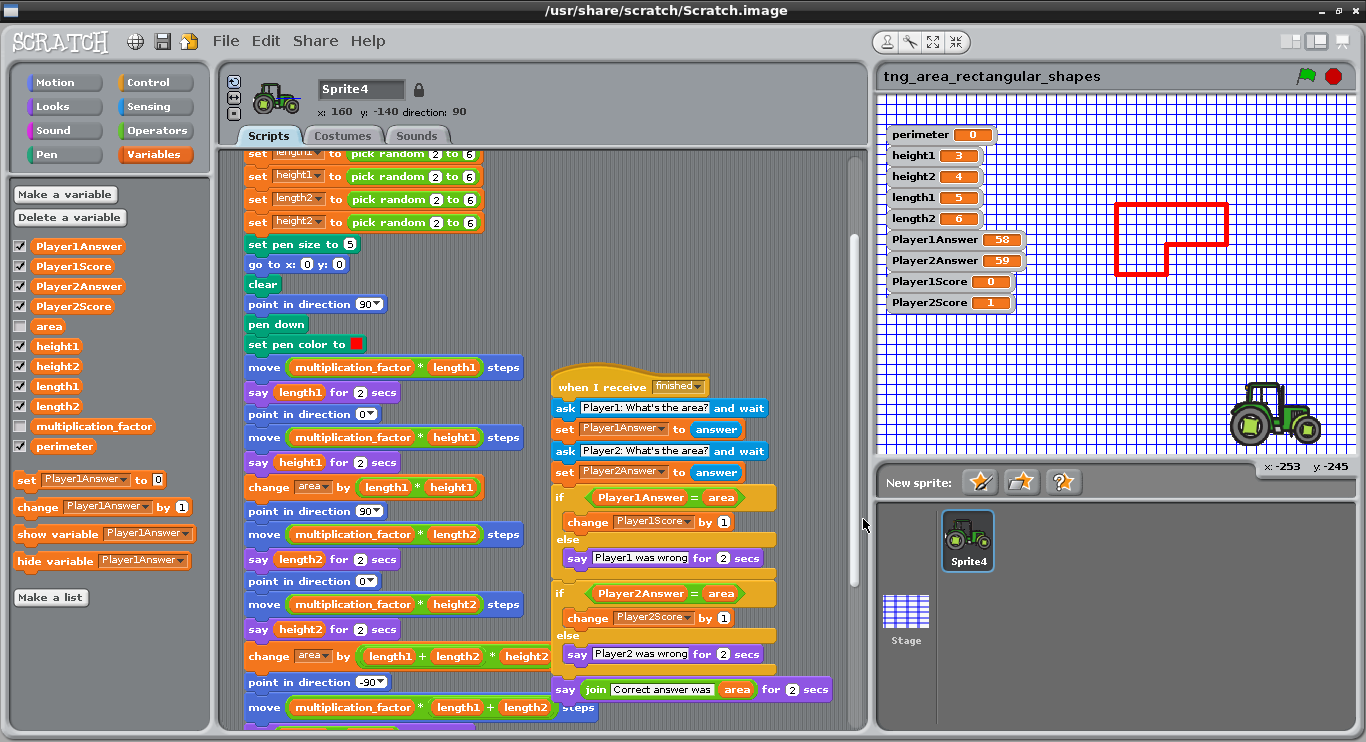 /usr/share/scratch/Scratch.image
SCRATCH File Edit Share Help
Motion Control
Looks Sensing
Sound Operators
Pen Variables
Make a variable
Delete a variable
Player1Answer
Player1Score
Player2Answer
Player2Score
area
height1
height2
length1
length2
multiplication_factor
perimeter
set Player1Answer to 0
change Player1Answer by 1
show variable Player1Answer
hide variable Player1Answer
Make a list
Sprite4
x: 160 y: -140 direction: 90
Scripts Costumes Sounds
set length1 to pick random 2 to 6
set height1 to pick random 2 to 6
set length2 to pick random 2 to 6
set height2 to pick random 2 to 6
set pen size to 5
go to x: 0 y: 0
clear
point in direction 90
pen down
set pen color to
move multiplication_factor * length1 steps
say length1 for 2 secs
point in direction 0
move multiplication_factor * height1 steps
say height1 for 2 secs
change area by length1 * height1
point in direction 90
move multiplication_factor * length2 steps
say length2 for 2 secs
point in direction 0
move multiplication_factor * height2 steps
say height2 for 2 secs
change area by length1 + length2 * height2
point in direction -90
move multiplication_factor * length1 + length2 steps
when I receive finished
ask Player1: What's the area? and wait
set Player1Answer to answer
ask Player2: What's the area? and wait
set Player2Answer to answer
if Player1Answer = area
change Player1Score by 1
else
say Player1 was wrong for 2 secs
if Player2Answer = area
change Player2Score by 1
else
say Player2 was wrong for 2 secs
say join Correct answer was area for 2 secs
tng_area_rectangular_shapes
perimeter 0
height1 3
height2 4
length1 5
length2 6
Player1Answer 58
Player2Answer 59
Player1Score 0
Player2Score 1
x: -253 y: -245
New sprite:
Sprite4
Stage